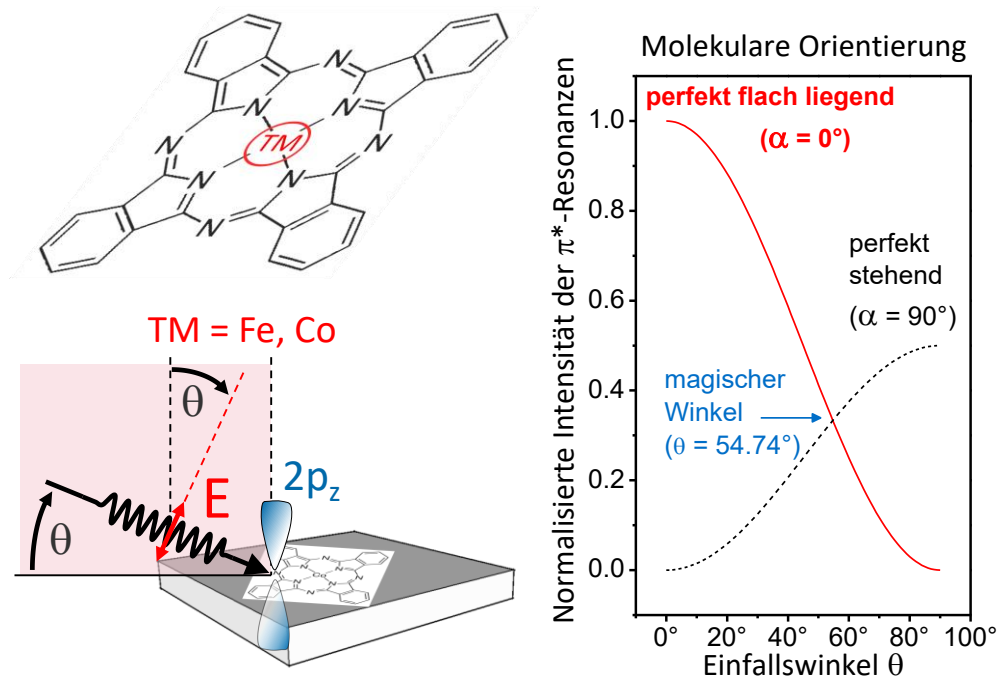 N
N
N
N
TM
N
N
N
N
TM = Fe, Co
θ
E
2pz
θ
Molekulare Orientierung
perfekt flach liegend
(α = 0°)
perfekt
stehend
(α = 90°)
magischer
Winkel
(θ = 54.74°)
Normalisierte Intensität der π*-Resonanzen
1.0
0.8
0.6
0.4
0.2
0.0
0° 20° 40° 60° 80° 100°
Einfallswinkel θ